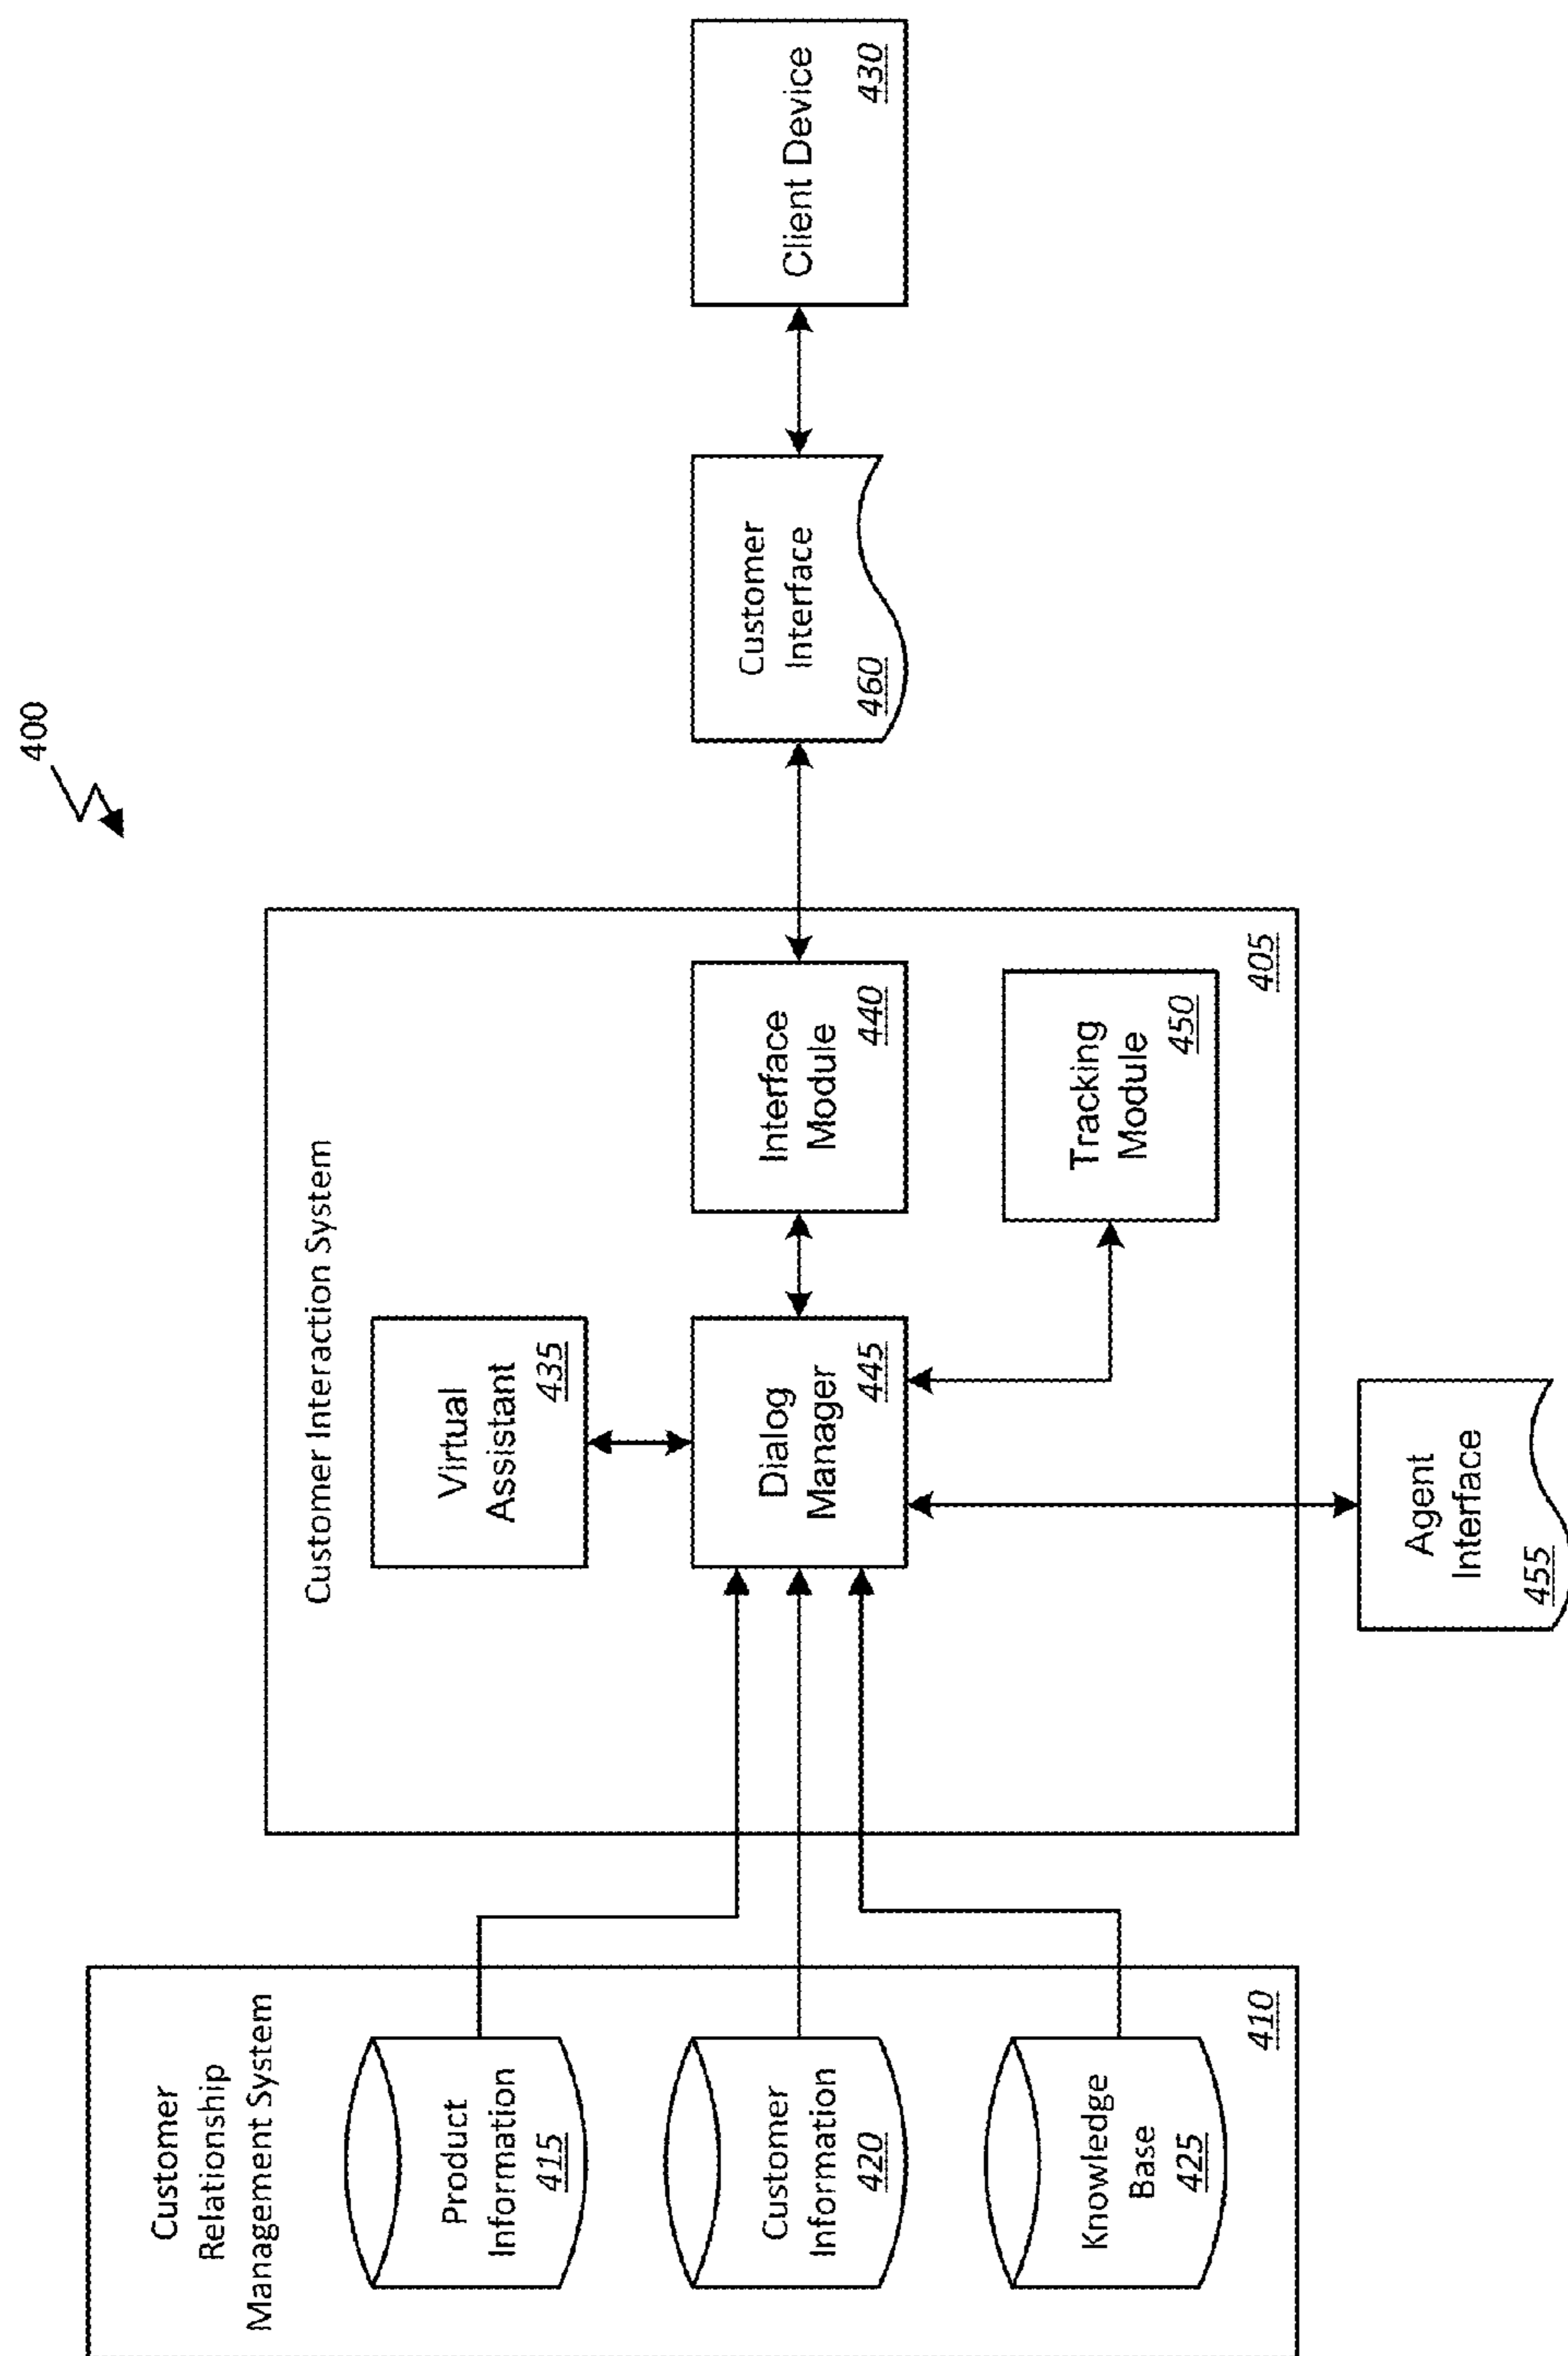 400
Customer
Relationship
Management System
Product
Information
415
Customer
Information
420
Knowledge
Base
425
410
Customer Interaction System
Virtual
Assistant
435
Dialog
Manager
445
Interface
Module
440
Tracking
Module
450
405
Agent
Interface
455
Customer
Interface
460
Client Device
430